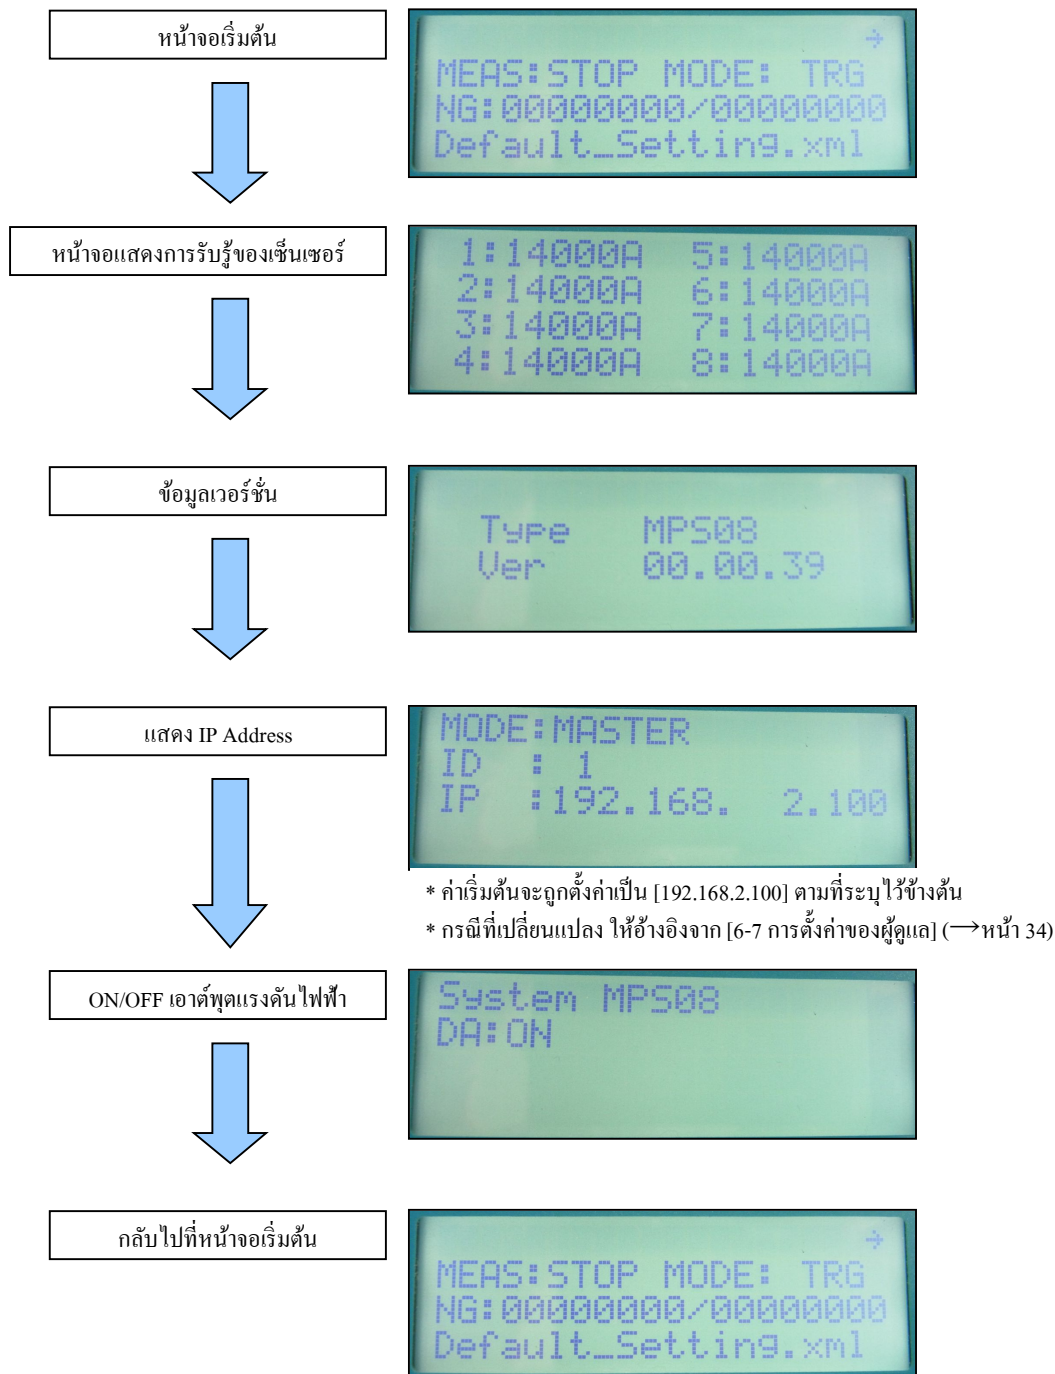 หน้าจอเริ่มต้น
→
MEAS:STOP MODE: TRG
NG:00000000/00000000
Default_Setting.xml
หน้าจอแสดงการรับรู้ของเซ็นเซอร์
1:14000A 5:14000A
2:14000A 6:14000A
3:14000A 7:14000A
4:14000A 8:14000A
ข้อมูลเวอร์ชั่น
Type MPS08
Ver 00.00.39
แสดง IP Address
MODE:MASTER
ID : 1
IP :192.168. 2.100
* ค่าเริ่มต้นจะถูกตั้งค่าเป็น [192.168.2.100] ตามที่ระบุไว้ข้างต้น
* กรณีที่เปลี่ยนแปลง ให้อ้างอิงจาก [6-7 การตั้งค่าของผู้ดูแล] (→หน้า 34)
ON/OFF เอาต์พุตแรงดันไฟฟ้า
System MPS08
DA:ON
กลับไปที่หน้าจอเริ่มต้น
→
MEAS:STOP MODE: TRG
NG:00000000/00000000
Default_Setting.xml